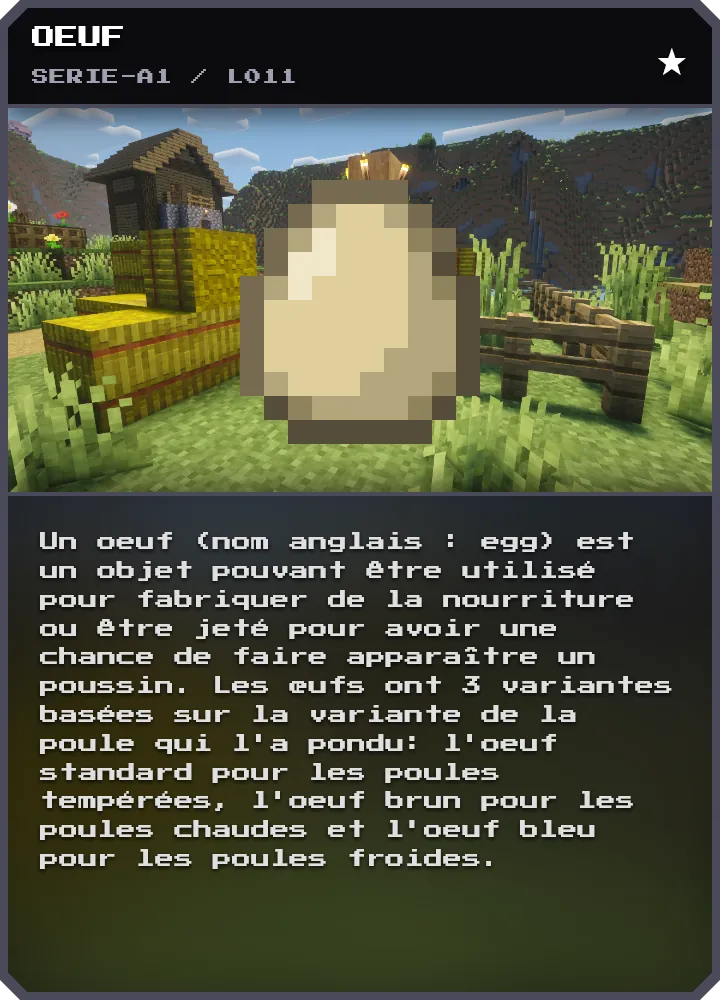 OEUF
SERIE-A1 / L011
Un oeuf (nom anglais : egg) est
un objet pouvant être utilisé
pour fabriquer de la nourriture
ou être jeté pour avoir une
chance de faire apparaître un
poussin. Les œufs ont 3 variantes
basées sur la variante de la
poule qui l'a pondu: l'oeuf
standard pour les poules
tempérées, l'oeuf brun pour les
poules chaudes et l'oeuf bleu
pour les poules froides.